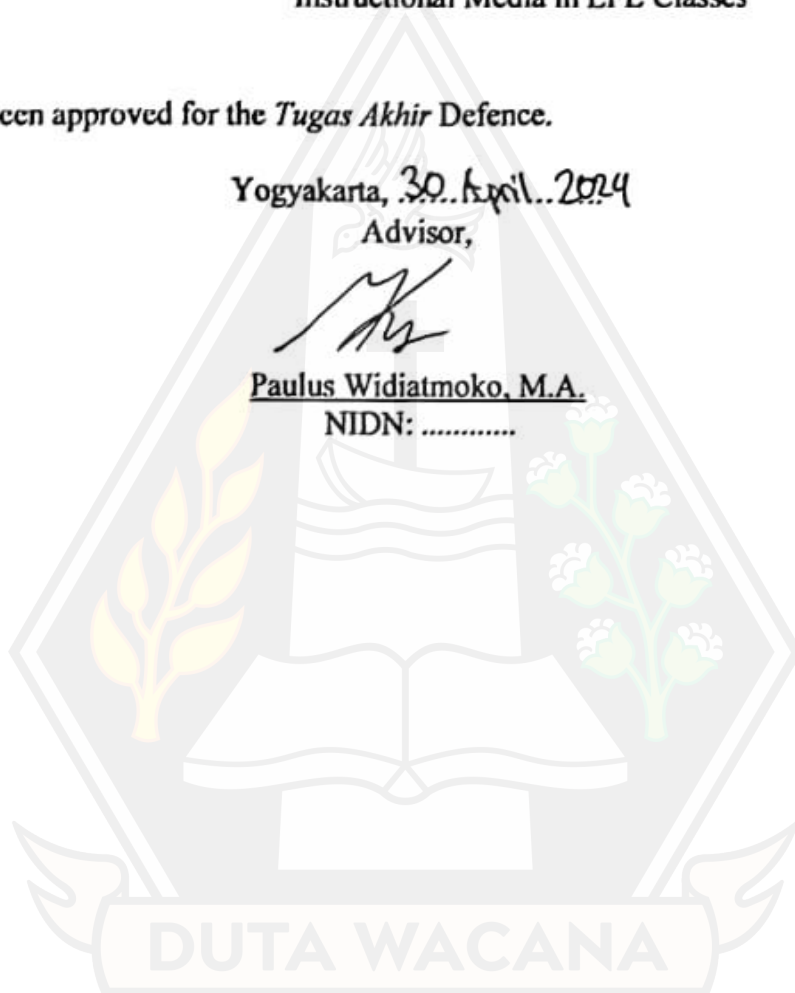 Instructional Media in EFL Classes
een approved for the Tugas Akhir Defence.
Yogyakarta, .30..April..2024
Advisor,
Paulus Widiatmoko, M.A.
NIDN: ............
DUTA WACANA